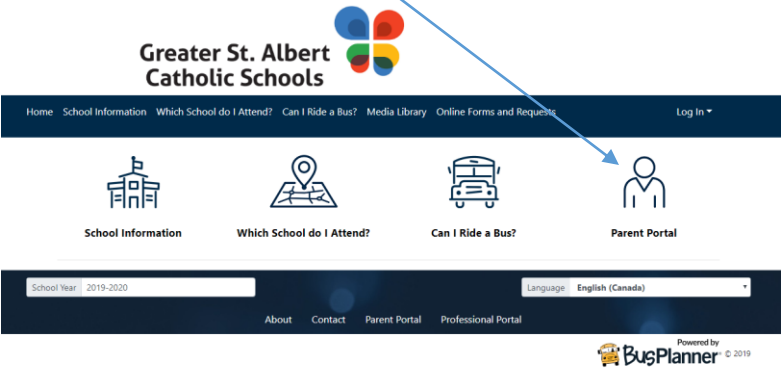 Greater St. Albert
Catholic Schools
Home School Information Which School do I Attend? Can I Ride a Bus? Media Library Online Forms and Requests Log In
School Information Which School do I Attend? Can I Ride a Bus? Parent Portal
School Year 2019-2020 Language English (Canada)
About Contact Parent Portal Professional Portal
Powered by
BusPlanner © 2019